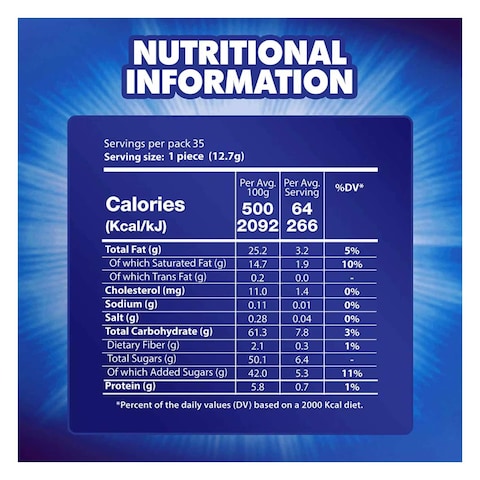 NUTRITIONAL
INFORMATION
Servings per pack 35
Serving size: 1 piece (12.7g)
Calories
(Kcal/kJ)
Per Avg. 100g
500
2092
Per Avg. Serving
64
266
%DV*
Total Fat (g) 25.2 3.2 5%
Of which Saturated Fat (g) 14.7 1.9 10%
Of which Trans Fat (g) 0.2 0.0 -
Cholesterol (mg) 11.0 1.4 0%
Sodium (g) 0.11 0.01 0%
Salt (g) 0.28 0.04 0%
Total Carbohydrate (g) 61.3 7.8 3%
Dietary Fiber (g) 2.1 0.3 1%
Total Sugars (g) 50.1 6.4 -
Of which Added Sugars (g) 42.0 5.3 11%
Protein (g) 5.8 0.7 1%
*Percent of the daily values (DV) based on a 2000 Kcal diet.